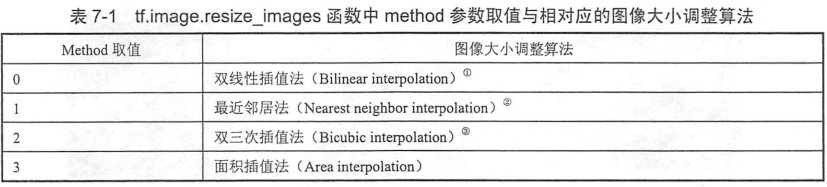 表 7-1 tf.image.resize_images 函数中 method 参数取值与相对应的图像大小调整算法
Method 取值 图像大小调整算法
0 双线性插值法（Bilinear interpolation）①
1 最近邻居法（Nearest neighbor interpolation）②
2 双三次插值法（Bicubic interpolation）③
3 面积插值法（Area interpolation）